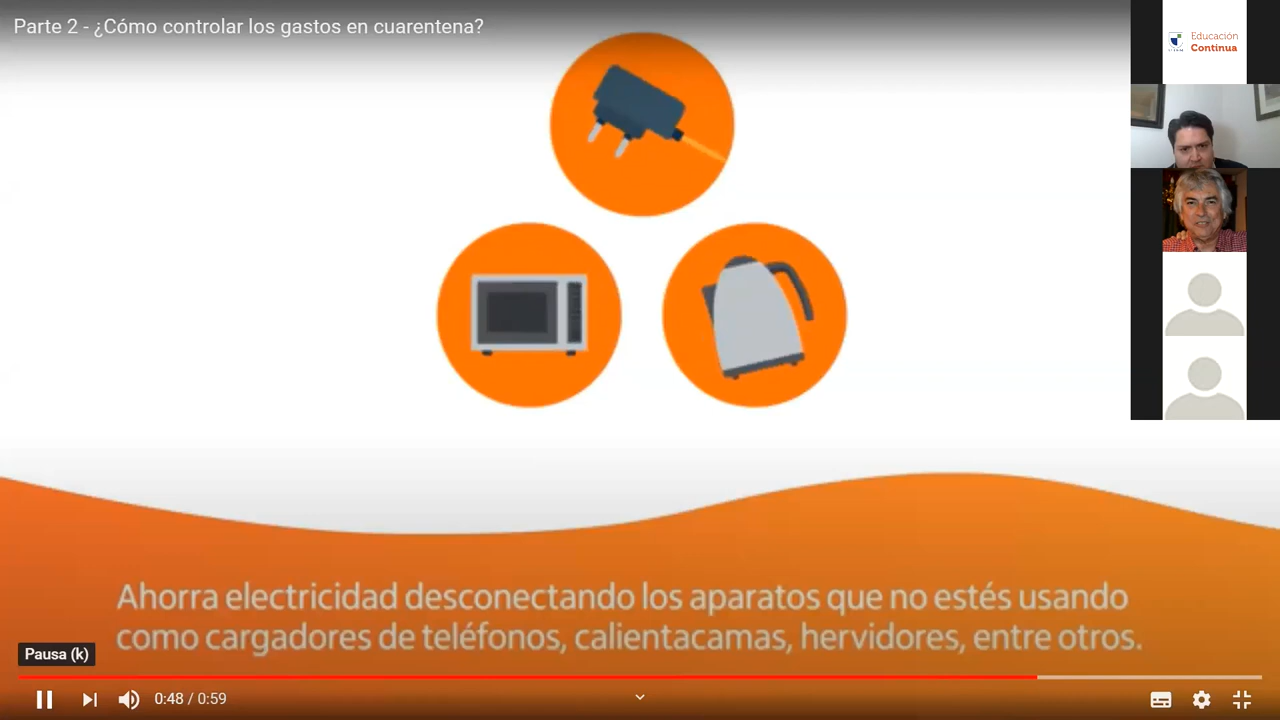 Parte 2 - ¿Cómo controlar los gastos en cuarentena?
Educación
Continua
Ahorra electricidad desconectando los aparatos que no estés usando
como cargadores de teléfonos, calientacamas, hervidores, entre otros.
Pausa (k)
0:48 / 0:59